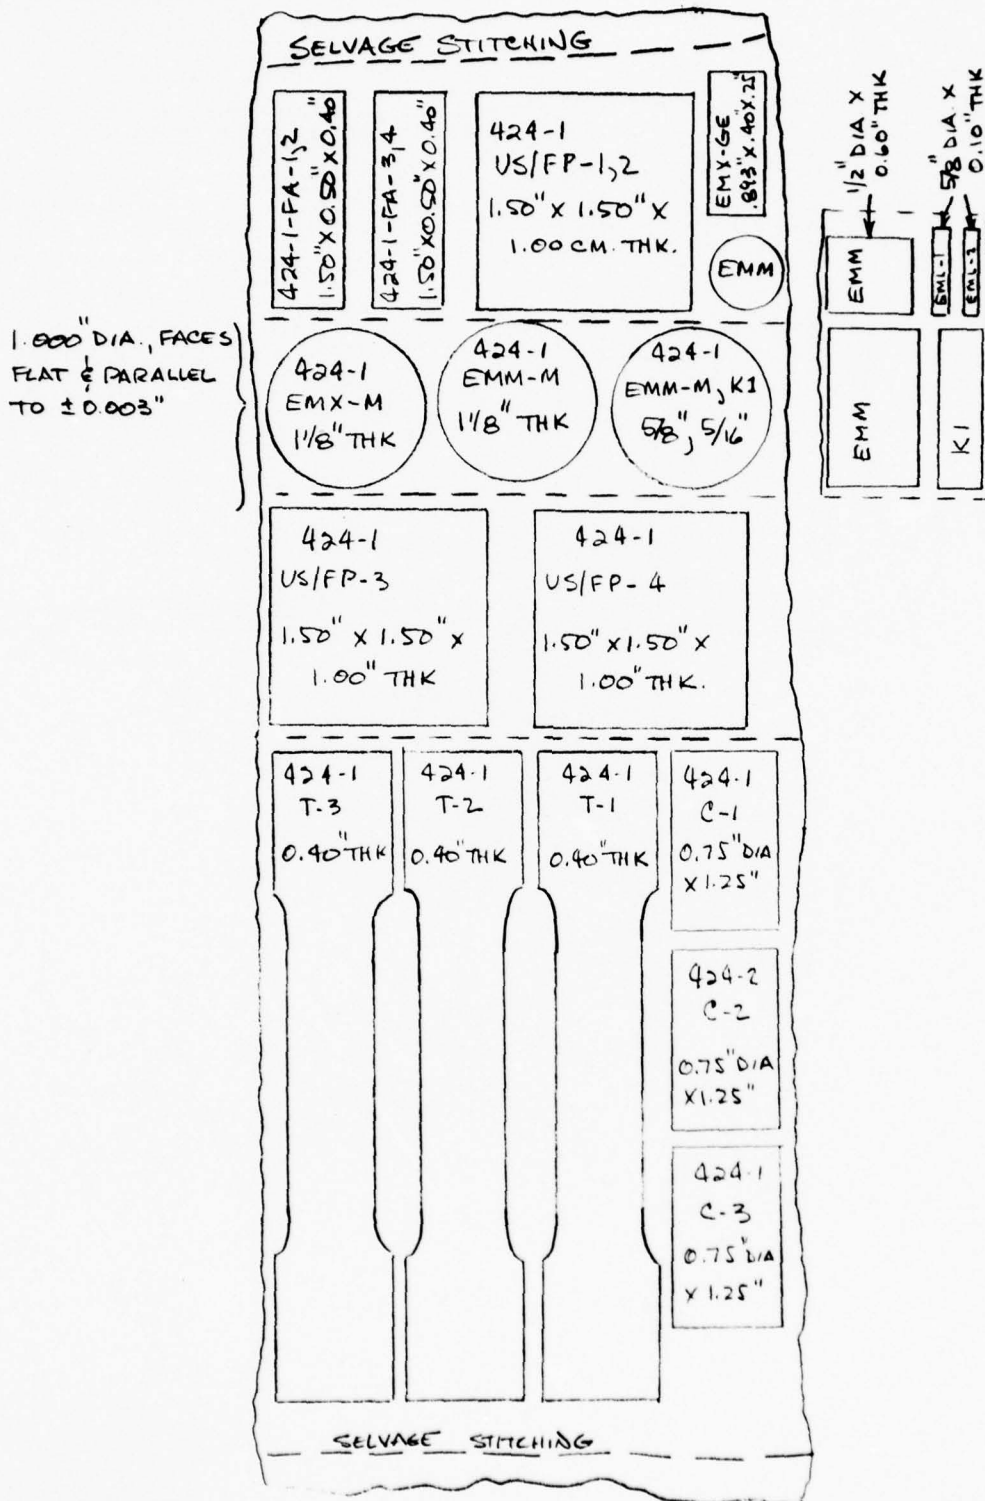 SELVAGE STITCHING
424-1-FA-1,2
1.50" X 0.50" X 0.40"
424-1-FA-3,4
1.50" X 0.50" X 0.40"
424-1
US/FP-1,2
1.50" X 1.50" X
1.00 CM. THK.
EMX-GE
.893" X .40 X .25"
EMM
1/2" DIA X
0.60" THK
5/8" DIA. X
0.10" THK
EMM
EML-1
EML-2
1.000" DIA., FACES
FLAT & PARALLEL
TO ± 0.003"
424-1
EMX-M
1 1/8" THK
424-1
EMM-M
1 1/8" THK
424-1
EMM-M, K1
5/8", 5/16"
EMM
K1
424-1
US/FP-3
1.50" X 1.50" X
1.00" THK
424-1
US/FP-4
1.50" X 1.50" X
1.00" THK.
424-1
T-3
0.40" THK
424-1
T-2
0.40" THK
424-1
T-1
0.40" THK
424-1
C-1
0.75" DIA
X 1.25"
424-2
C-2
0.75" DIA
X 1.25"
424-1
C-3
0.75" DIA
X 1.25"
SELVAGE STITCHING